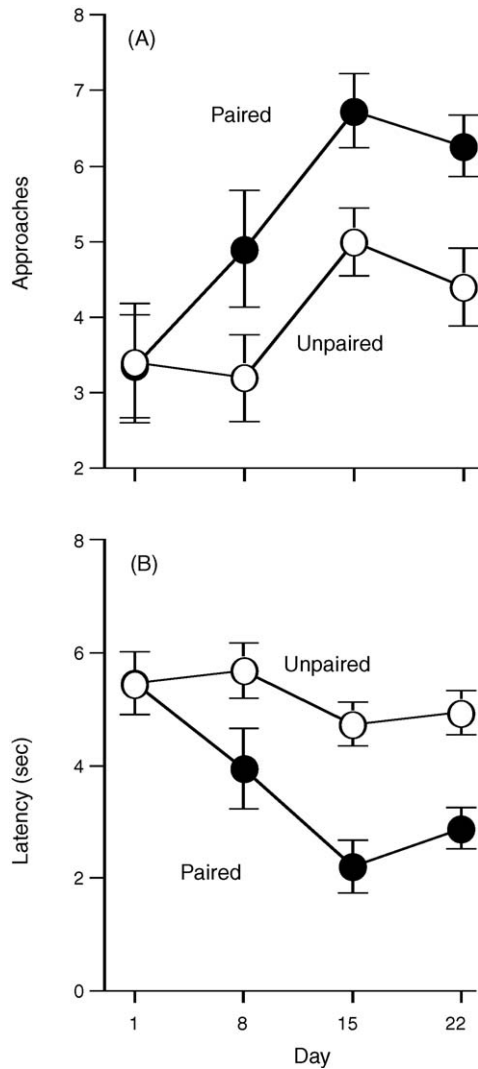 8
(A)
7
Paired
6
Approaches
5
4
Unpaired
3
2
8
(B)
6
Unpaired
Latency (sec)
4
2
Paired
0
1 8 15 22
Day